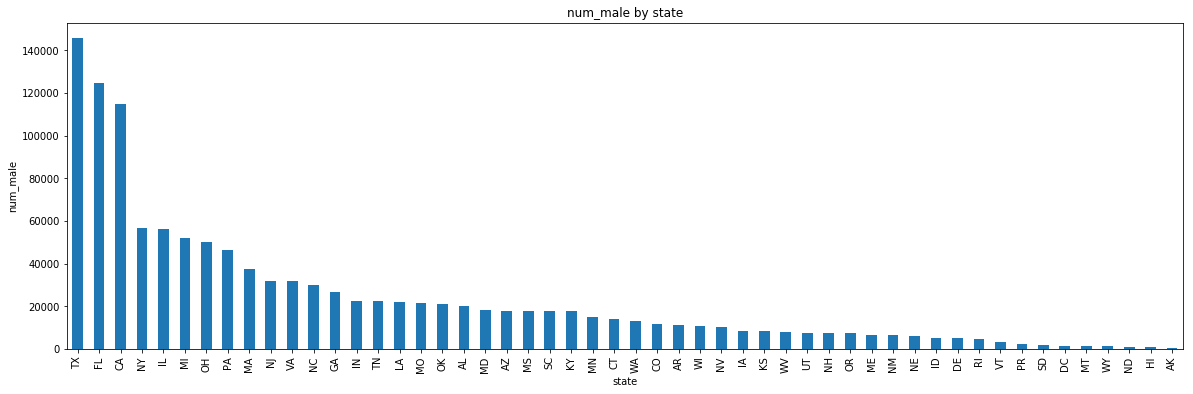 num_male by state
num_male
140000
120000
100000
80000
60000
40000
20000
0
TX FL CA NY IL MI OH PA MA NJ VA NC GA IN TN LA MO OK AL MD AZ MS SC KY MN CT WA CO AR WI NV IA KS WV UT NH OR ME NM NE ID DE RI VT PR SD DC MT WY ND HI AK
state